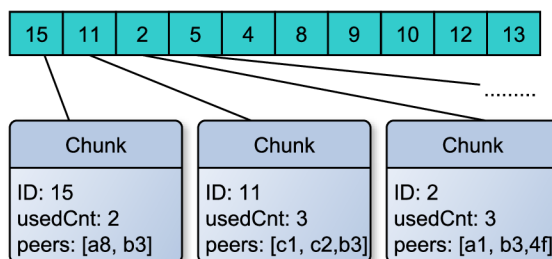 15 11 2 5 4 8 9 10 12 13
.........
Chunk
ID: 15
usedCnt: 2
peers: [a8, b3]
Chunk
ID: 11
usedCnt: 3
peers: [c1, c2,b3]
Chunk
ID: 2
usedCnt: 3
peers: [a1, b3,4f]